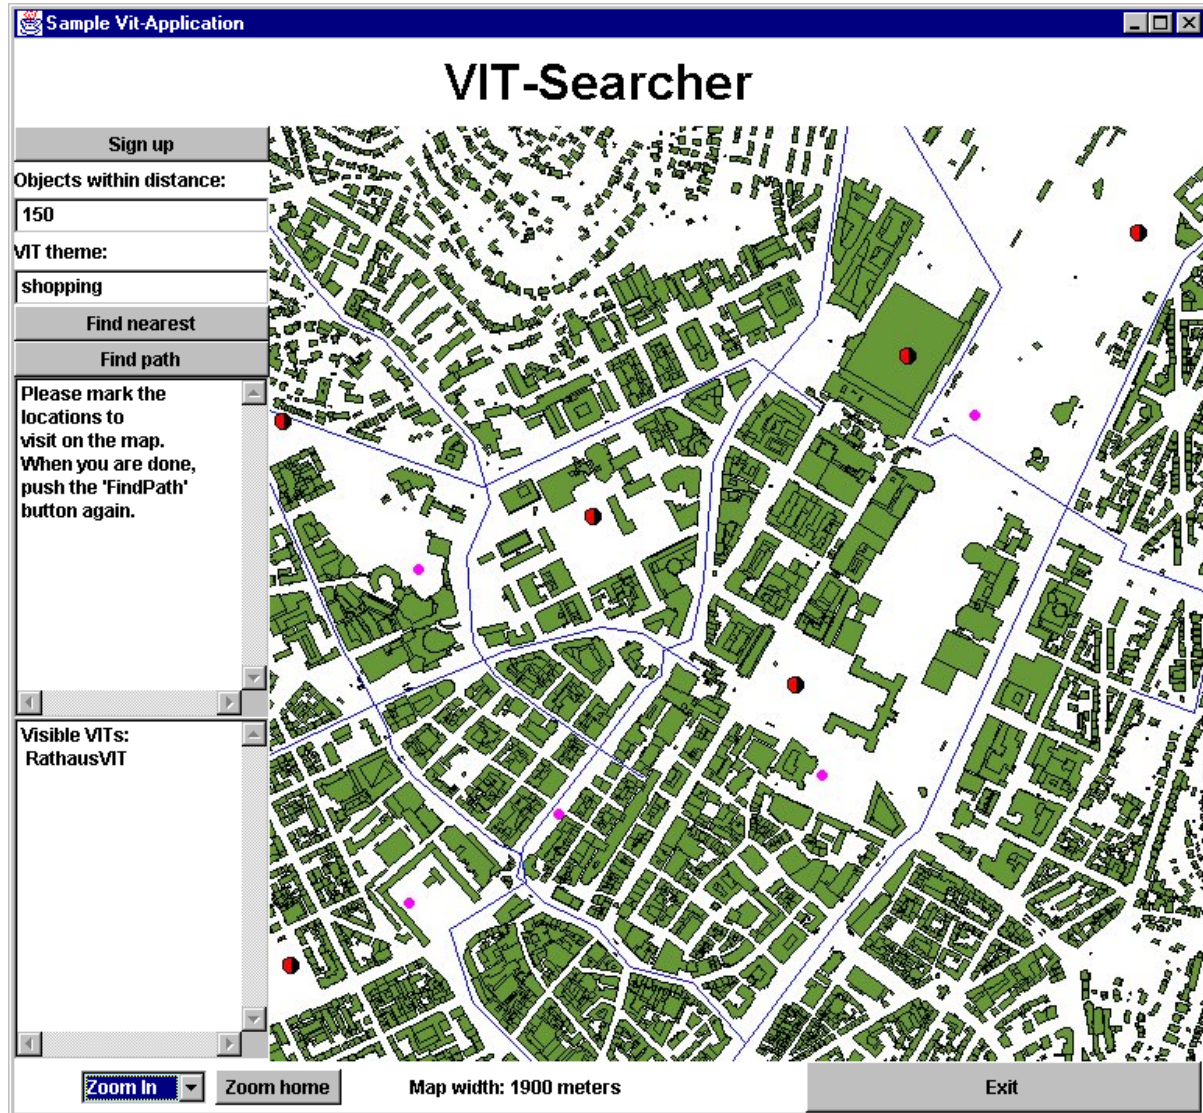 Sample Vit-Application
VIT-Searcher
Sign up
Objects within distance:
150
VIT theme:
shopping
Find nearest
Find path
Please mark the
locations to
visit on the map.
When you are done,
push the 'FindPath'
button again.
Visible VITs:
RathausVIT
Zoom In
Zoom home
Map width: 1900 meters
Exit